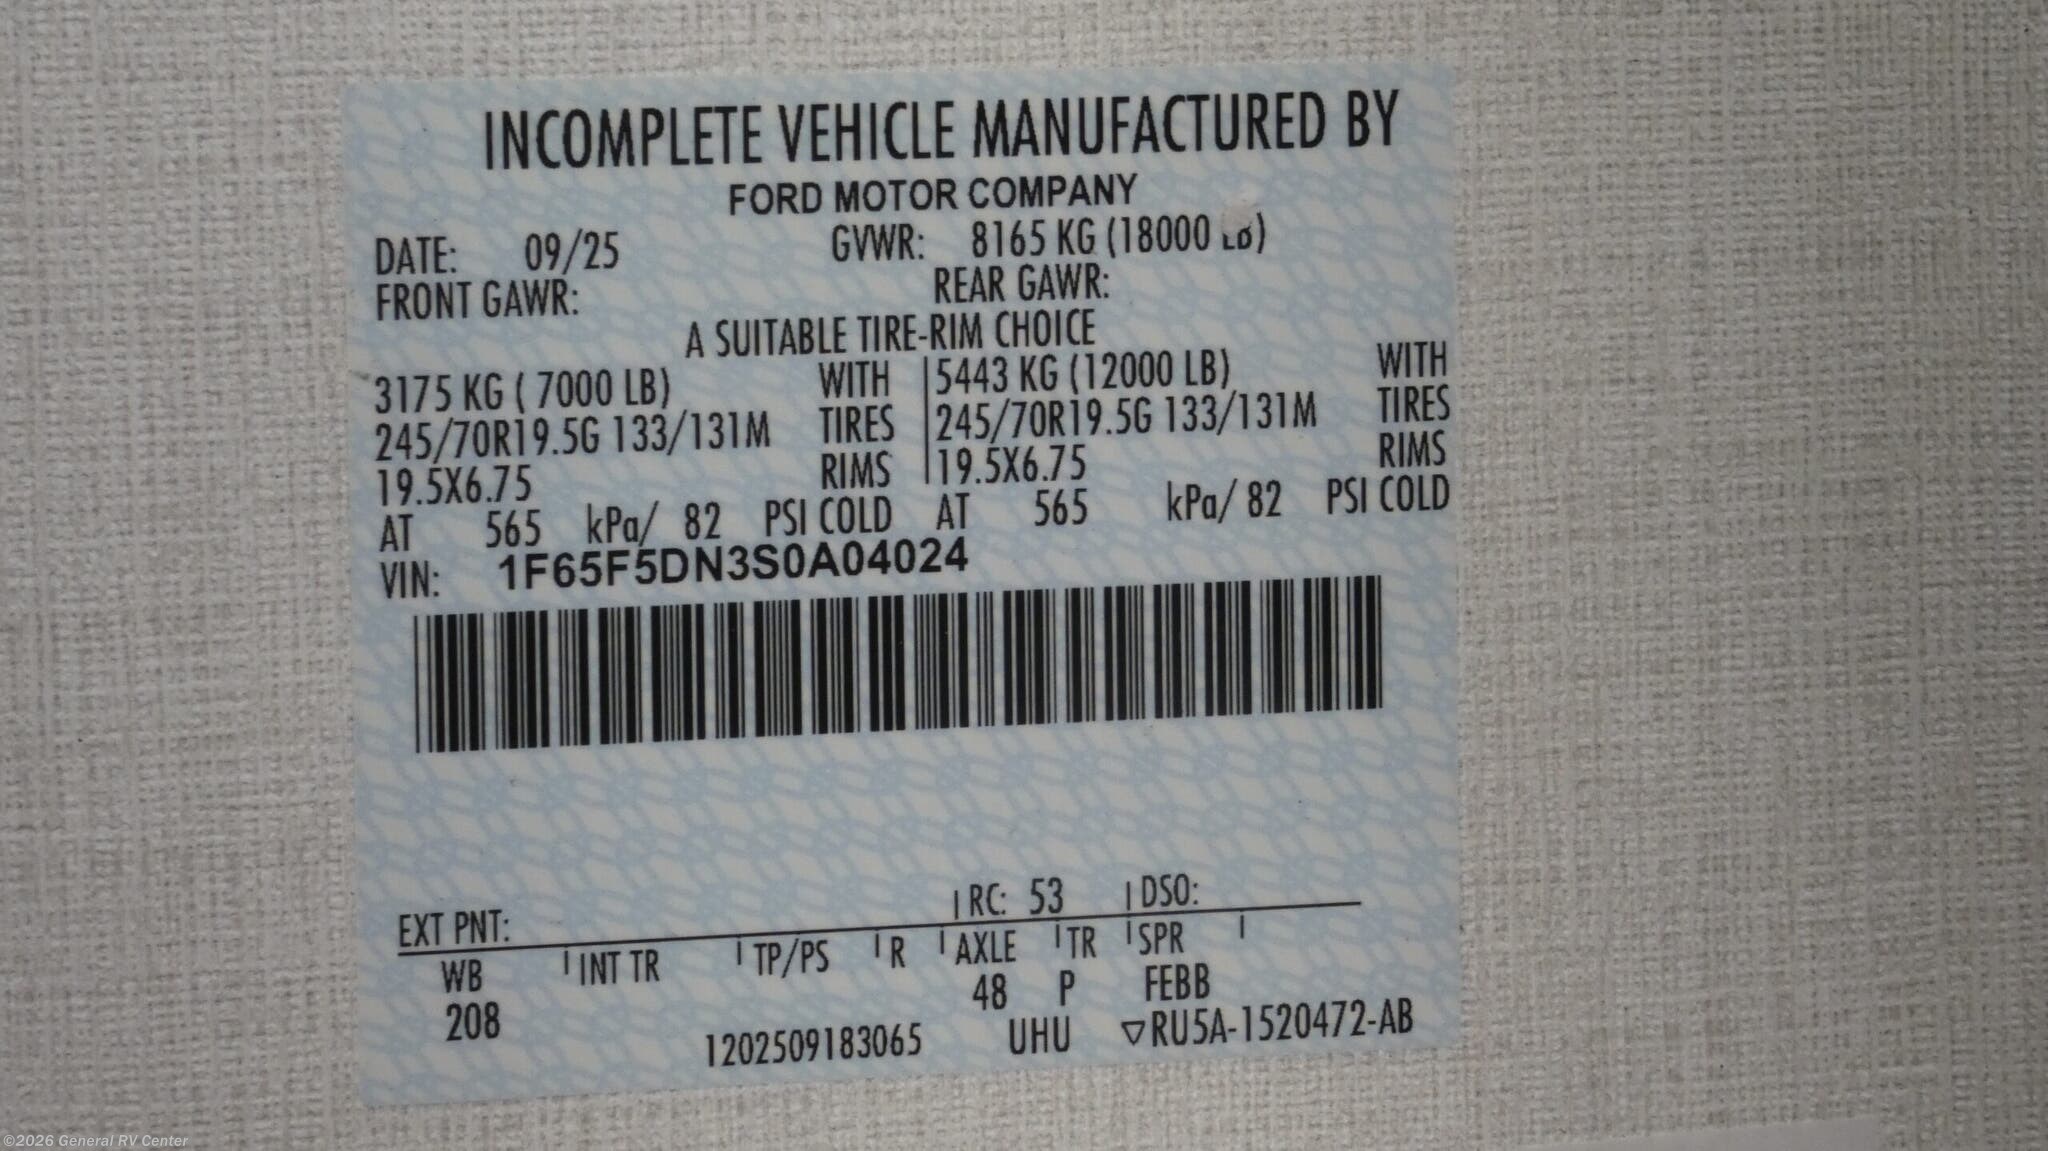 INCOMPLETE VEHICLE MANUFACTURED BY
FORD MOTOR COMPANY
DATE: 09/25 GVWR: 8165 KG (18000 LB)
FRONT GAWR: REAR GAWR:
A SUITABLE TIRE-RIM CHOICE
3175 KG ( 7000 LB) WITH 5443 KG (12000 LB) WITH
245/70R19.5G 133/131M TIRES 245/70R19.5G 133/131M TIRES
19.5X6.75 RIMS 19.5X6.75 RIMS
AT 565 kPa/ 82 PSI COLD AT 565 kPa/ 82 PSI COLD
VIN: 1F65F5DN3S0A04024
EXT PNT: RC: 53 DSO:
WB INT TR TP/PS R AXLE TR SPR
208 48 P FEBB
1202509183065 UHU ▽RU5A-1520472-AB
©2026 General RV Center